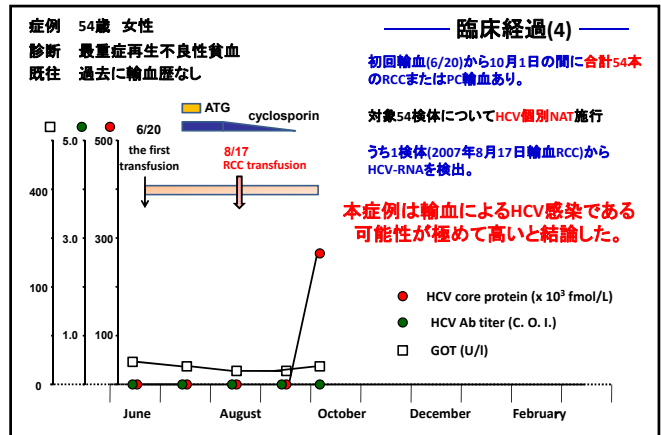 症例 54歳 女性
診断 最重症再生不良性貧血
既往 過去に輸血歴なし
臨床経過(4)
初回輸血(6/20)から10月1日の間に合計54本
のRCCまたはPC輸血あり。
対象54検体についてHCV個別NAT施行
うち1検体(2007年8月17日輸血RCC)から
HCV-RNAを検出。
本症例は輸血によるHCV感染である
可能性が極めて高いと結論した。
ATG
cyclosporin
6/20
the first
transfusion
8/17
RCC transfusion
5.0
400
500
3.0
300
100
1.0
100
0
HCV core protein (x 10³ fmol/L)
HCV Ab titer (C. O. I.)
GOT (U/l)
June August October December February